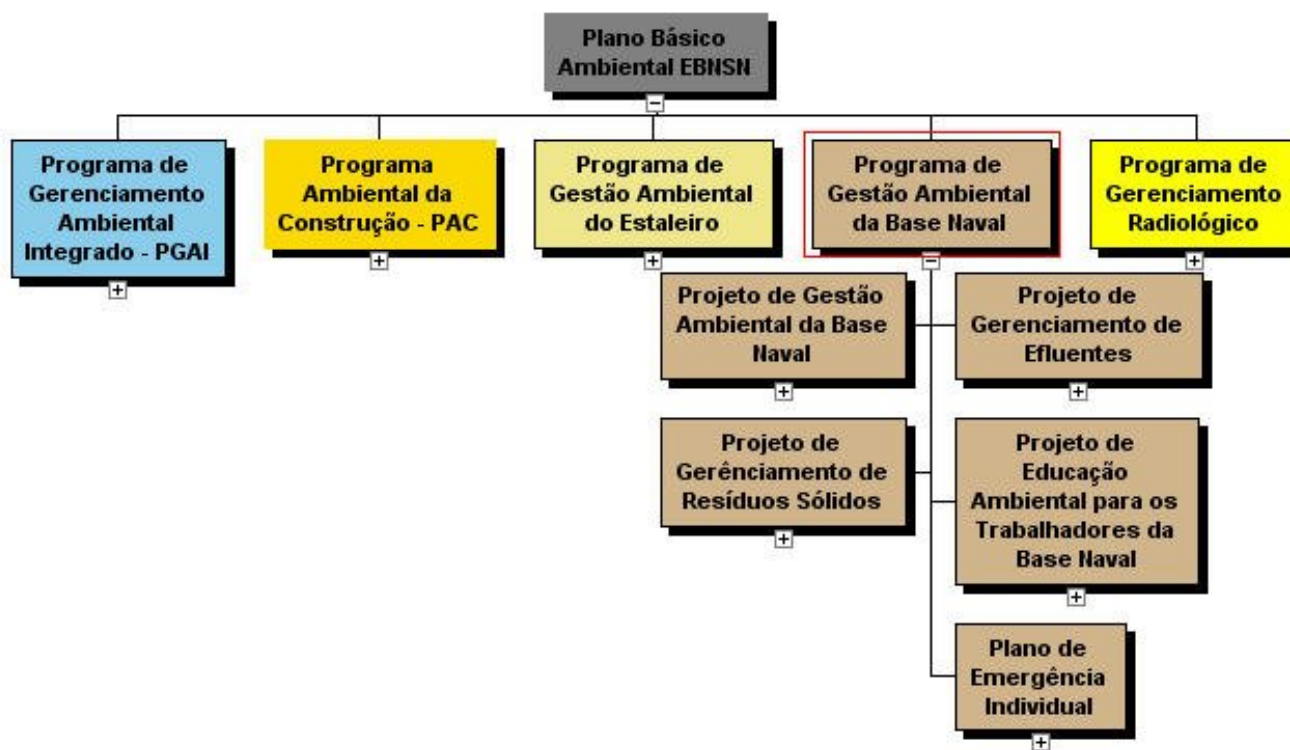 Plano Básico
Ambiental EBNSN
Programa de
Gerenciamento
Ambiental
Integrado - PGAI
Programa
Ambiental da
Construção - PAC
Programa de
Gestão Ambiental
do Estaleiro
Programa de
Gestão Ambiental
da Base Naval
Programa de
Gerenciamento
Radiológico
Projeto de Gestão
Ambiental da Base
Naval
Projeto de
Gerenciamento de
Efluentes
Projeto de
Gerênciamento de
Resíduos Sólidos
Projeto de
Educação
Ambiental para os
Trabalhadores da
Base Naval
Plano de
Emergência
Individual